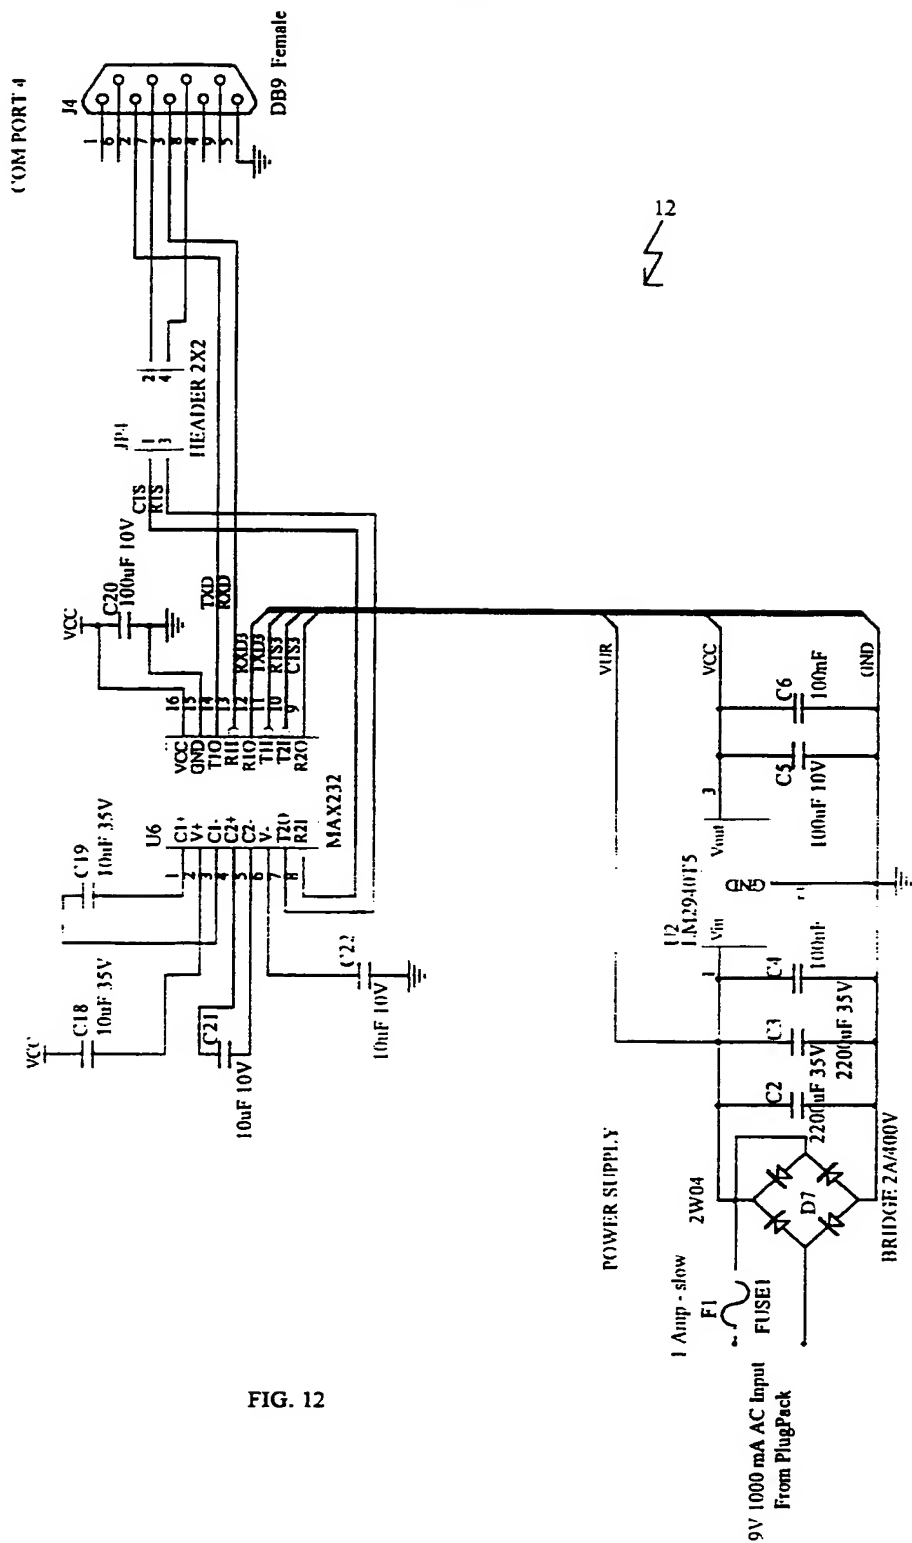 COM PORT 4
J4
DB9 Female
1
6
2
7
3
8
4
9
5
12
2
4
HEADER 2X2
JP4
1
3
CTS
RTS
VCC
C20
100uF 10V
TXD
RXD
RXD3
TXD3
RTS3
CTS3
16
15
14
13
12
11
10
9
VCC
GND
T1O
R1I
R1O
T1I
T2I
R2O
U6
MAX232
C1+
V+
C1-
C2+
C2-
V-
T2O
R2I
1
2
3
4
5
6
7
8
C19
10uF 35V
VCC
C18
10uF 35V
C21
10uF 10V
C22
10uF 10V
VUR
VCC
GND
C6
100nF
C5
100uF 10V
3
Vout
GND
U2
LM2940T5
Vin
1
C4
100nF
C3
2200uF 35V
C2
2200uF 35V
POWER SUPPLY
2W04
D7
BRIDGE 2A/400V
1 Amp - slow
F1
FUSE1
9V 1000 mA AC Input
From PlugPack
FIG. 12